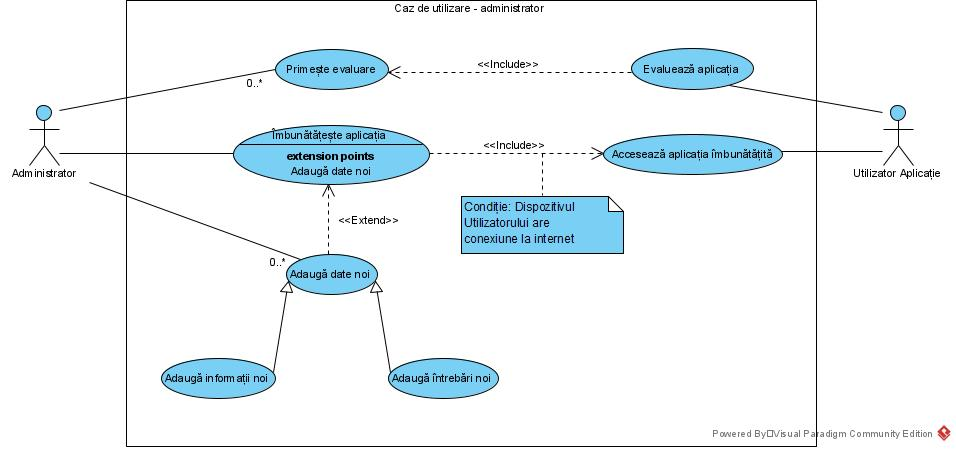 Caz de utilizare - administrator
Primește evaluare
<<Include>>
Evaluează aplicația
0..*
Îmbunătățește aplicația
extension points
Adaugă date noi
<<Include>>
Accesează aplicația îmbunătățită
Administrator
Utilizator Aplicație
Condiție: Dispozitivul
Utilizatorului are
conexiune la internet
<<Extend>>
0..*
Adaugă date noi
Adaugă informații noi
Adaugă întrebări noi
Powered By Visual Paradigm Community Edition